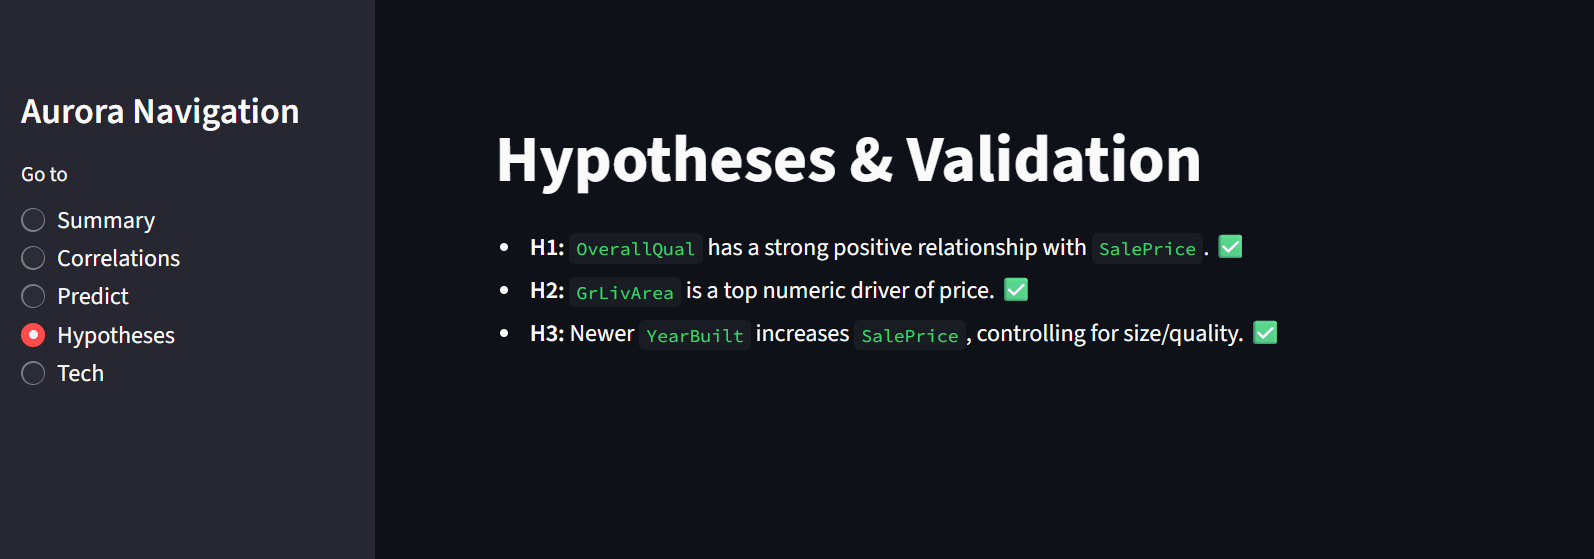 Aurora Navigation
Go to
Summary
Correlations
Predict
Hypotheses
Tech
Hypotheses & Validation
H1: OverallQual has a strong positive relationship with SalePrice. ✅
H2: GrLivArea is a top numeric driver of price. ✅
H3: Newer YearBuilt increases SalePrice, controlling for size/quality. ✅